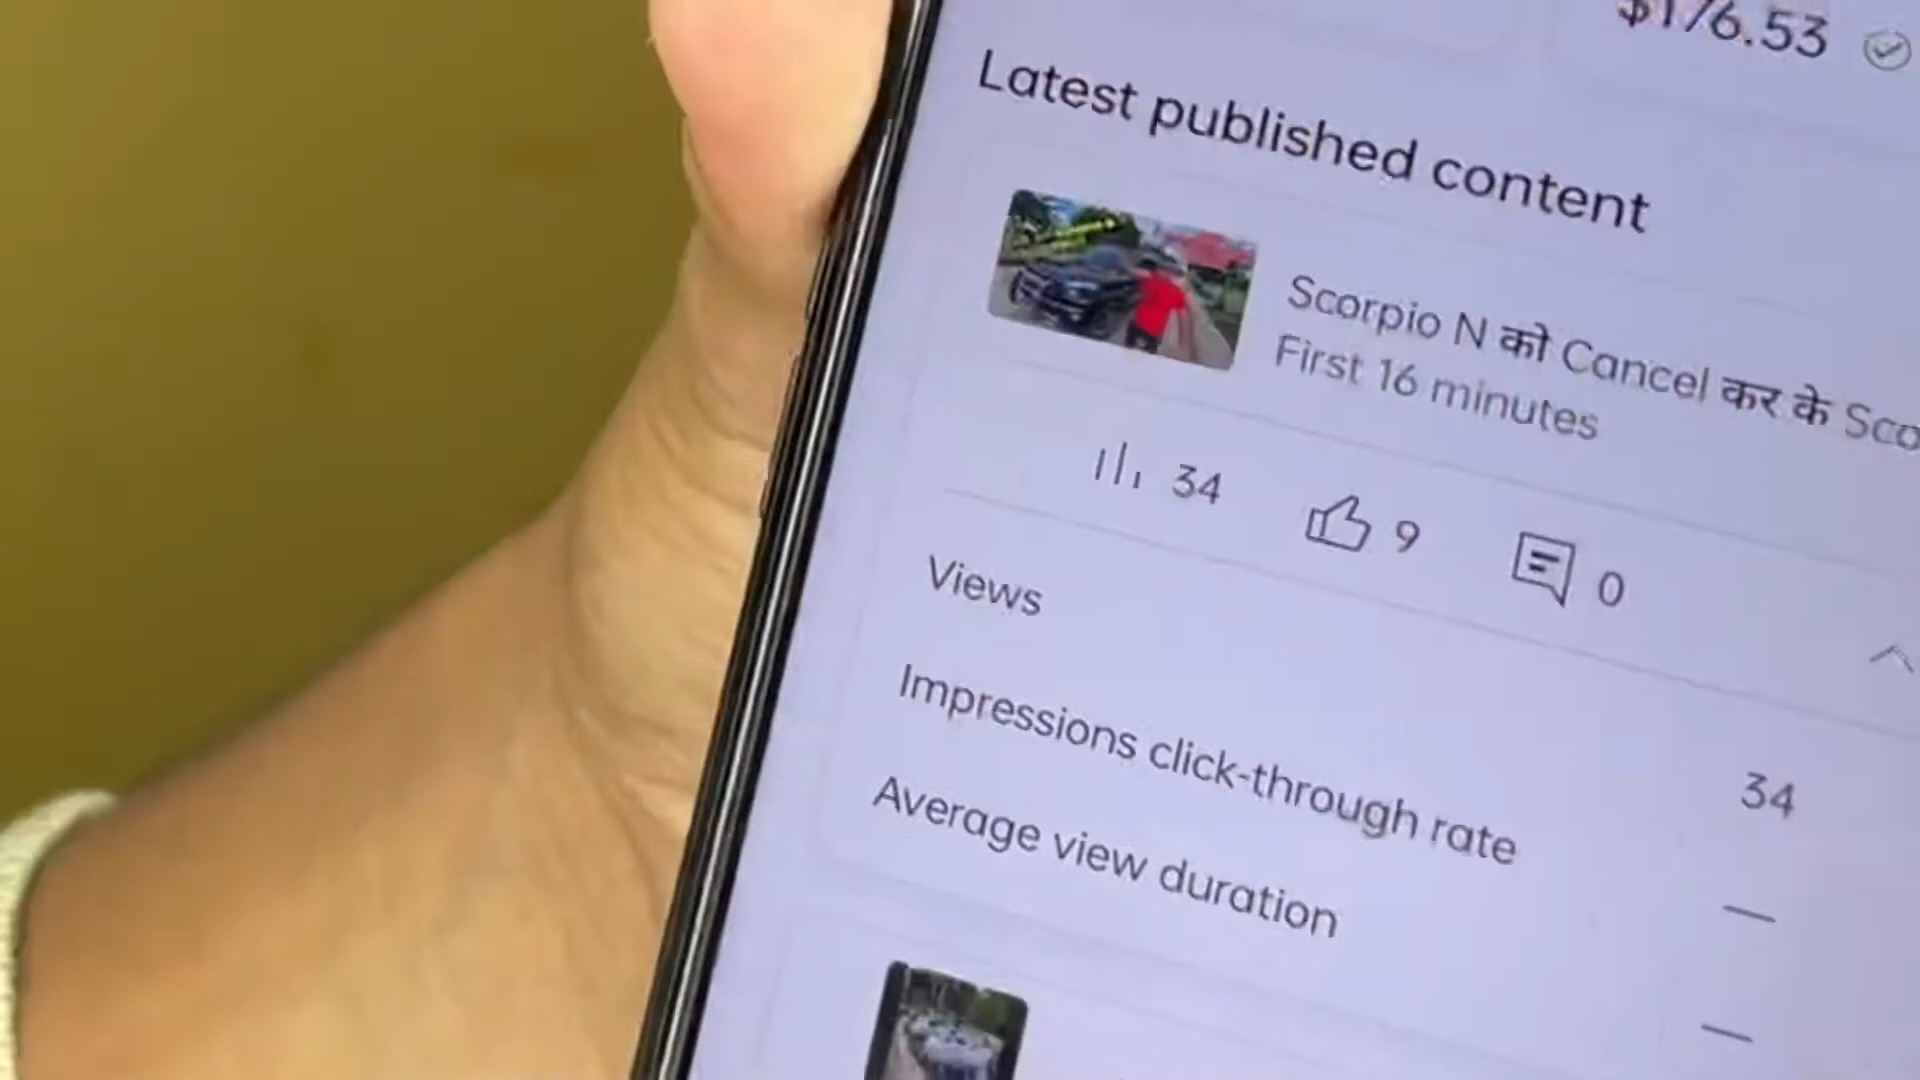 $176.53
Latest published content
Scorpio N को Cancel कर के Sco
First 16 minutes
34
9
0
Views
34
Impressions click-through rate
—
Average view duration
—